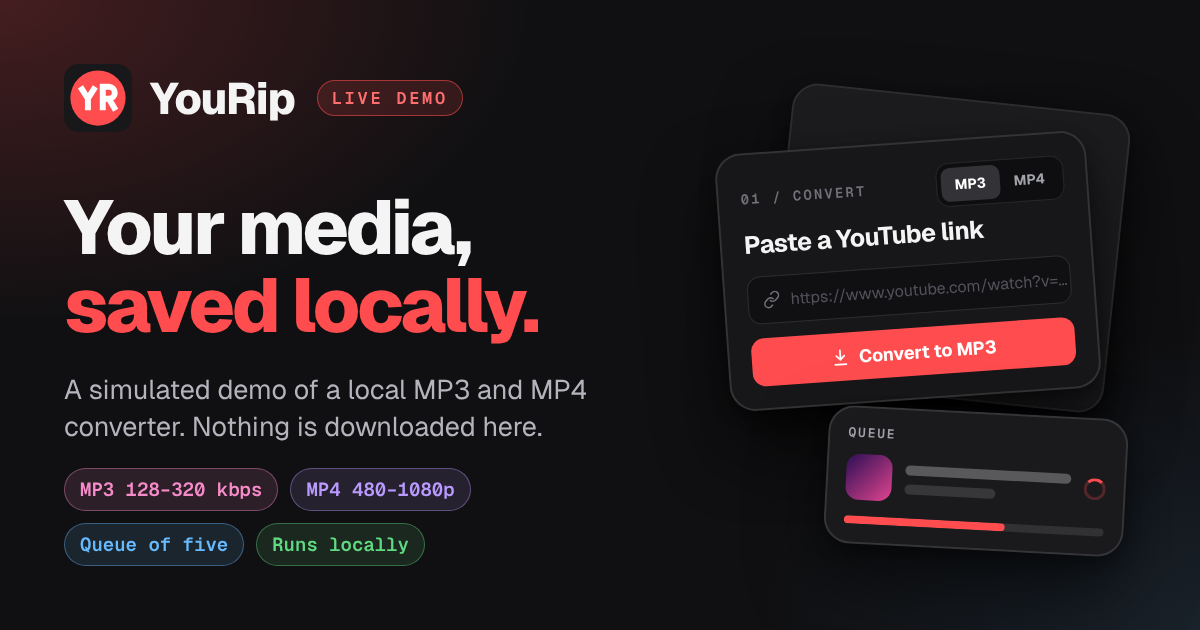 YR YouRip LIVE DEMO
Your media,
saved locally.
A simulated demo of a local MP3 and MP4
converter. Nothing is downloaded here.
MP3 128–320 kbps MP4 480–1080p
Queue of five Runs locally
01 / CONVERT MP3 MP4
Paste a YouTube link
https://www.youtube.com/watch?v=…
Convert to MP3
QUEUE